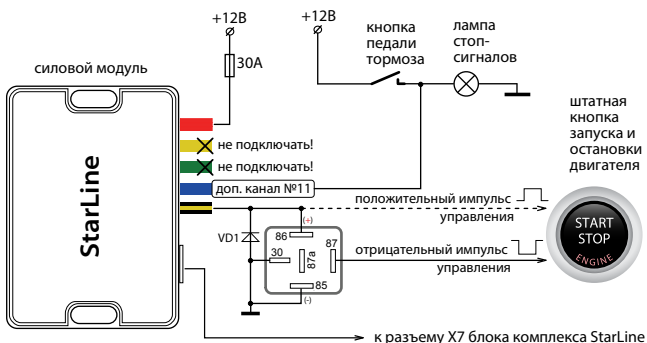 +12В
+12В
30А
кнопка
педали
тормоза
лампа
стоп-
сигналов
силовой модуль
StarLine
не подключать!
не подключать!
доп. канал №11
штатная
кнопка
запуска и
остановки
двигателя
положительный импульс
управления
VD1
(+)
86
30
87a
87
85
(-)
отрицательный импульс
управления
START
STOP
ENGINE
к разъему X7 блока комплекса StarLine